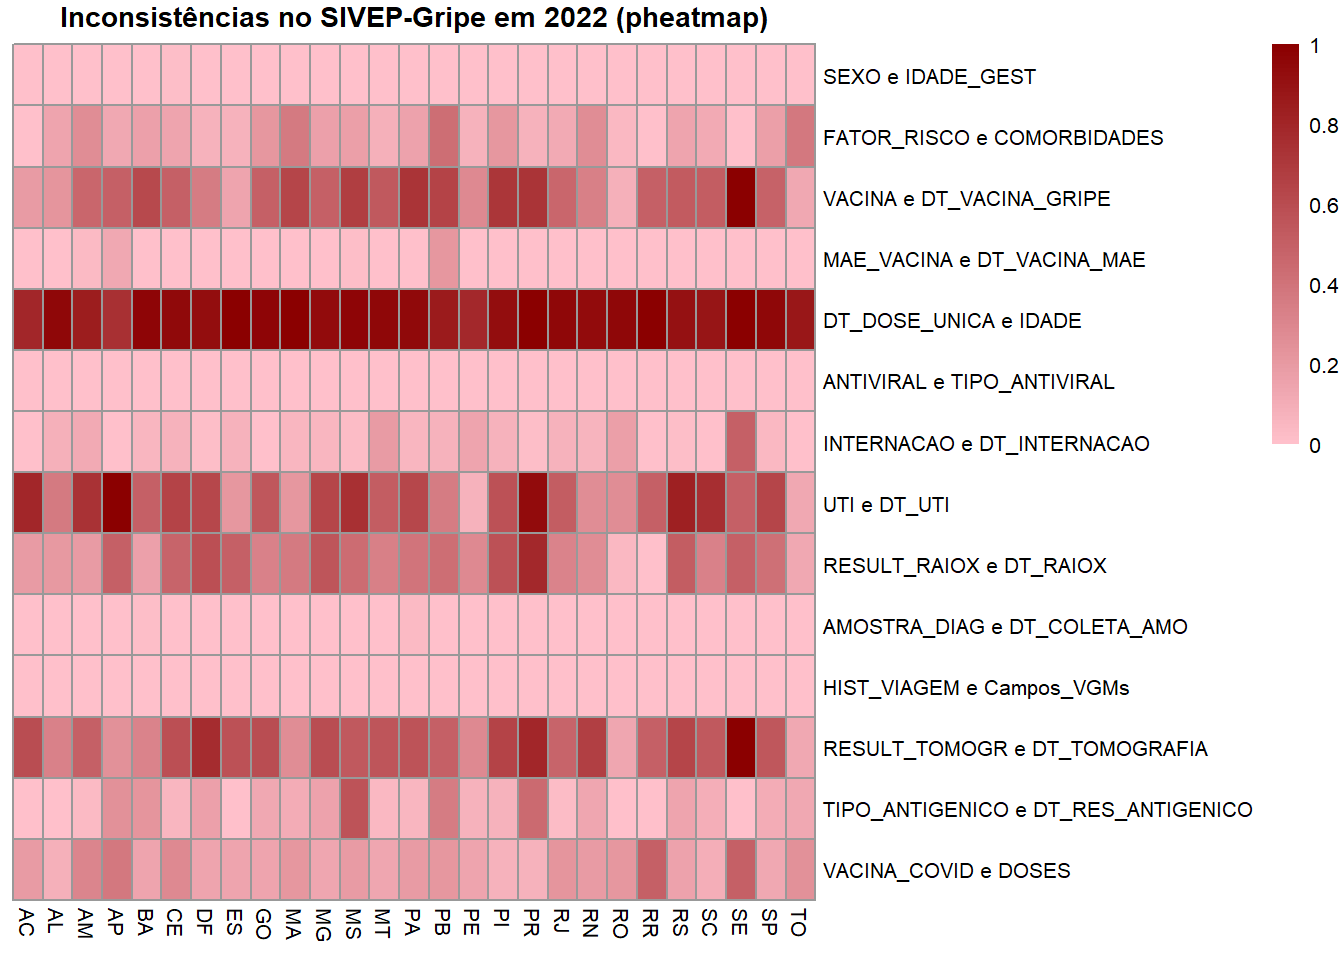 Inconsistências no SIVEP-Gripe em 2022 (pheatmap)
1
0.8
0.6
0.4
0.2
0
SEXO e IDADE_GEST
FATOR_RISCO e COMORBIDADES
VACINA e DT_VACINA_GRIPE
MAE_VACINA e DT_VACINA_MAE
DT_DOSE_UNICA e IDADE
ANTIVIRAL e TIPO_ANTIVIRAL
INTERNACAO e DT_INTERNACAO
UTI e DT_UTI
RESULT_RAIOX e DT_RAIOX
AMOSTRA_DIAG e DT_COLETA_AMO
HIST_VIAGEM e Campos_VGMs
RESULT_TOMOGR e DT_TOMOGRAFIA
TIPO_ANTIGENICO e DT_RES_ANTIGENICO
VACINA_COVID e DOSES
AC AL AM AP BA CE DF ES GO MA MG MS MT PA PB PE PI PR RJ RN RO RR RS SC SE SP TO